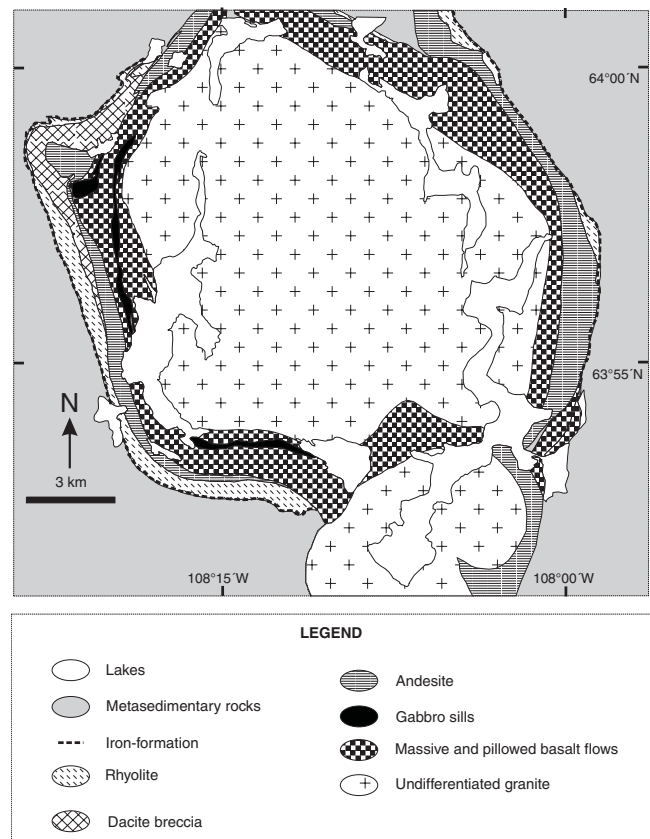 64°00´N
63°55´N
N
3 km
108°15´W
108°00´W
LEGEND
Lakes
Metasedimentary rocks
Iron-formation
Rhyolite
Dacite breccia
Andesite
Gabbro sills
Massive and pillowed basalt flows
Undifferentiated granite